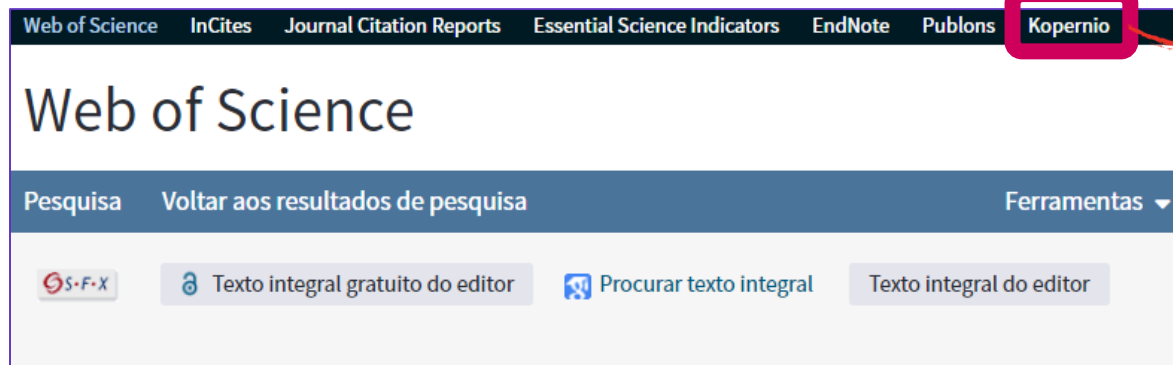 Web of Science InCites Journal Citation Reports Essential Science Indicators EndNote Publons Kopernio
Web of Science
Pesquisa Voltar aos resultados de pesquisa Ferramentas
S·F·X Texto integral gratuito do editor Procurar texto integral Texto integral do editor